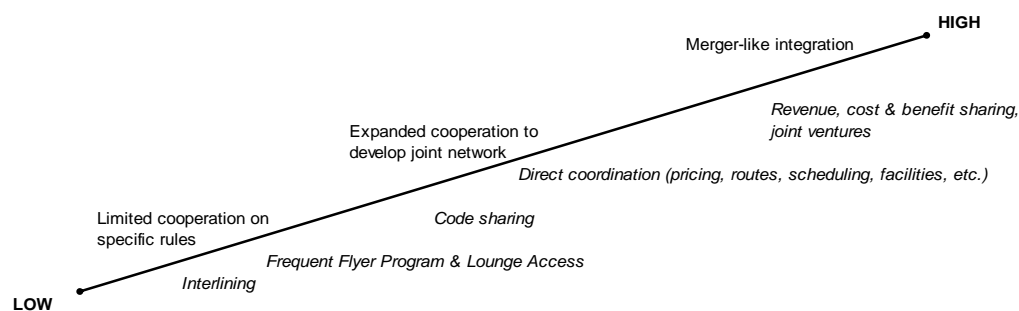 HIGH
Merger-like integration
Revenue, cost & benefit sharing,
joint ventures
Expanded cooperation to
develop joint network
Direct coordination (pricing, routes, scheduling, facilities, etc.)
Limited cooperation on
specific rules
Code sharing
Frequent Flyer Program & Lounge Access
Interlining
LOW